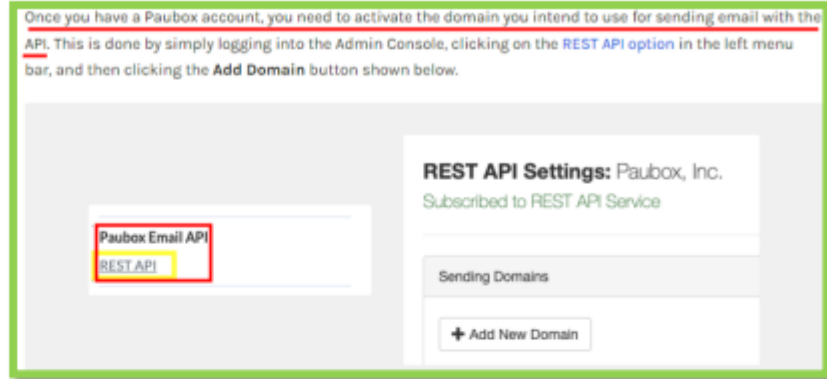 Once you have a Paubox account, you need to activate the domain you intend to use for sending email with the
API. This is done by simply logging into the Admin Console, clicking on the REST API option in the left menu
bar, and then clicking the Add Domain button shown below.
REST API Settings: Paubox, Inc.
Subscribed to REST API Service
Paubox Email API
REST API
Sending Domains
+ Add New Domain